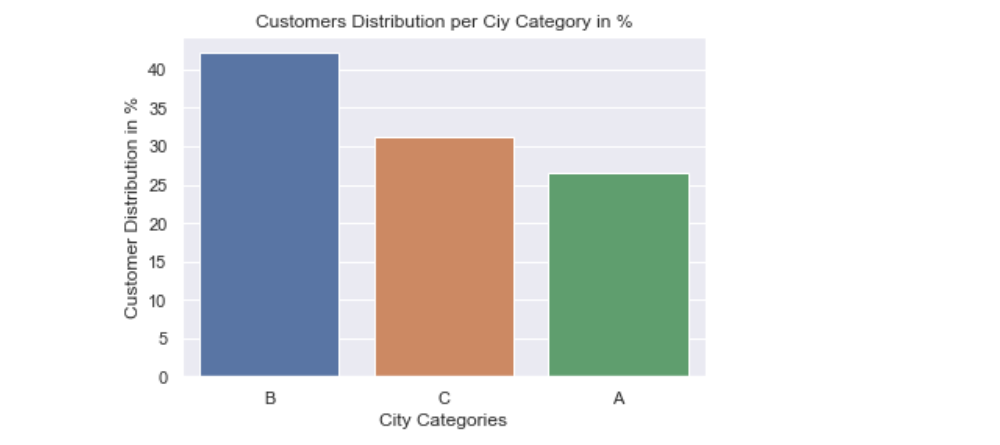 Customers Distribution per Ciy Category in %
Customer Distribution in %
40
35
30
25
20
15
10
5
0
B C A
City Categories